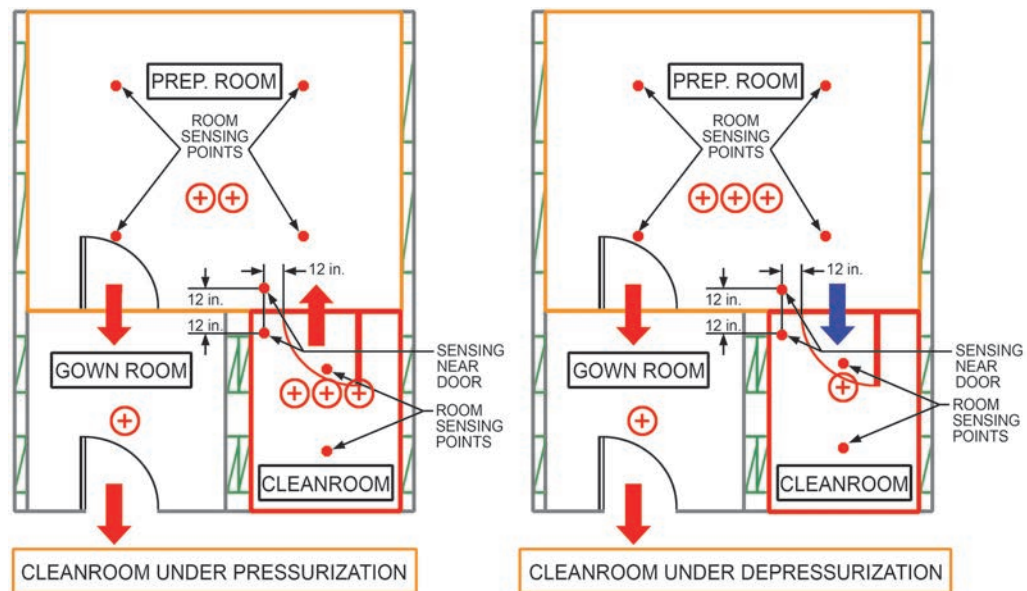 PREP. ROOM
ROOM
SENSING
POINTS
12 in.
12 in.
12 in.
GOWN ROOM
SENSING
NEAR
DOOR
ROOM
SENSING
POINTS
CLEANROOM
CLEANROOM UNDER PRESSURIZATION
PREP. ROOM
ROOM
SENSING
POINTS
12 in.
12 in.
12 in.
GOWN ROOM
SENSING
NEAR
DOOR
ROOM
SENSING
POINTS
CLEANROOM
CLEANROOM UNDER DEPRESSURIZATION